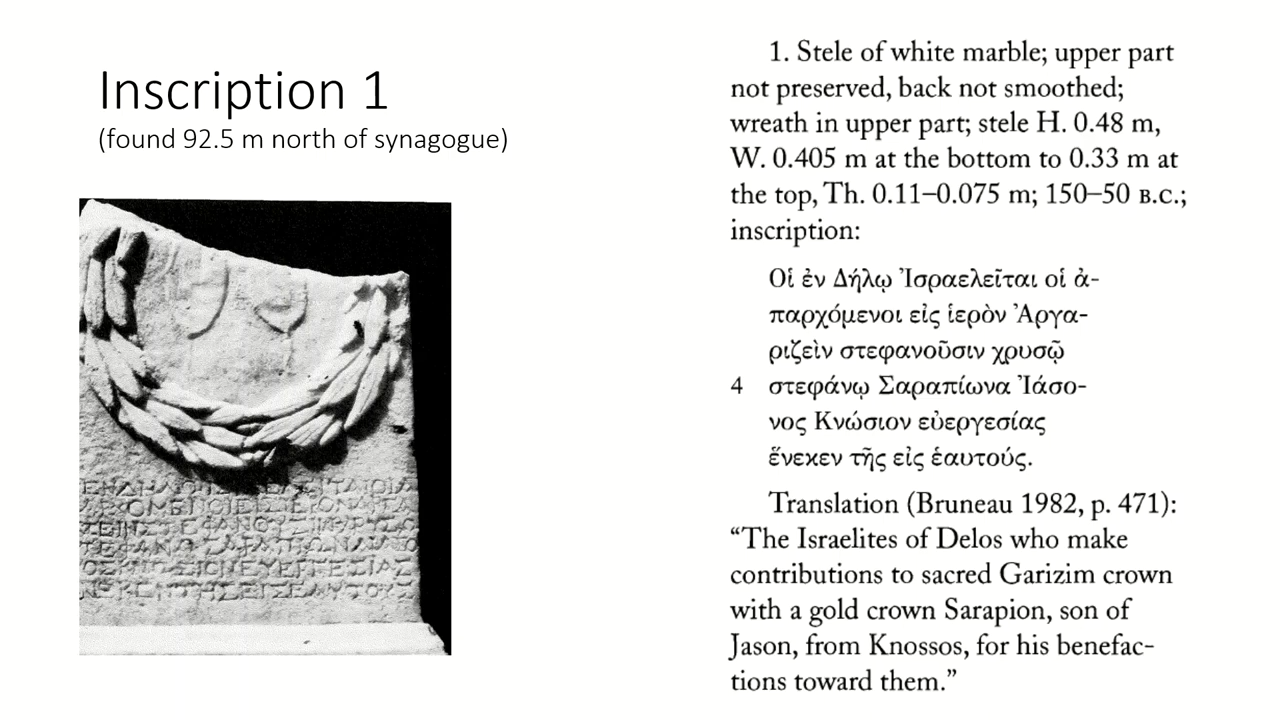 Inscription 1
(found 92.5 m north of synagogue)
ΟΣΚΝΩΣΙΟΝΕΥΕΡΓΕΣΙΑΣ
ΝΕΚΕΝΤΗΣΕΙΣΕΑΥΤΟΥΣ
1. Stele of white marble; upper part
not preserved, back not smoothed;
wreath in upper part; stele H. 0.48 m,
W. 0.405 m at the bottom to 0.33 m at
the top, Th. 0.11–0.075 m; 150–50 B.C.;
inscription:
Οἱ ἐν Δήλῳ Ἰσραελεῖται οἱ ἀ-
παρχόμενοι εἰς ἱερὸν Ἀργα-
ριζεὶν στεφανοῦσιν χρυσῷ
4 στεφάνῳ Σαραπίωνα Ἰάσο-
νος Κνώσιον εὐεργεσίας
ἕνεκεν τῆς εἰς ἑαυτούς.
Translation (Bruneau 1982, p. 471):
“The Israelites of Delos who make
contributions to sacred Garizim crown
with a gold crown Sarapion, son of
Jason, from Knossos, for his benefac-
tions toward them.”